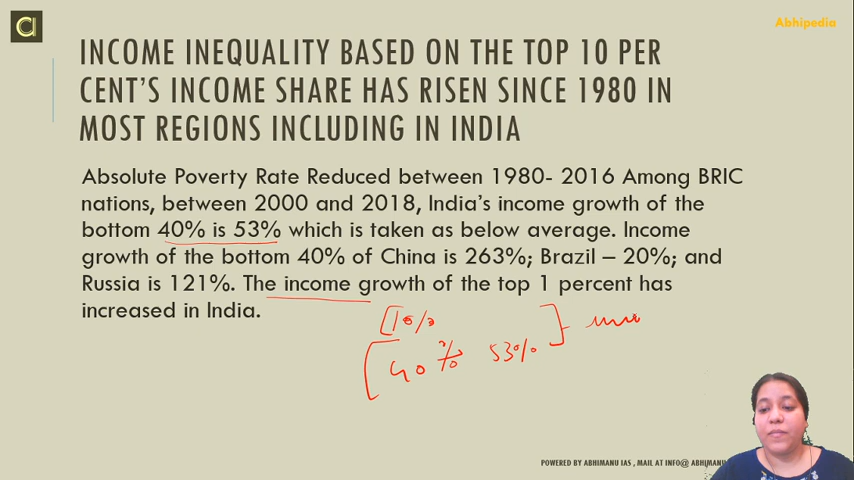 Abhipedia
INCOME INEQUALITY BASED ON THE TOP 10 PER
CENT'S INCOME SHARE HAS RISEN SINCE 1980 IN
MOST REGIONS INCLUDING IN INDIA
Absolute Poverty Rate Reduced between 1980- 2016 Among BRIC
nations, between 2000 and 2018, India's income growth of the
bottom 40% is 53% which is taken as below average. Income
growth of the bottom 40% of China is 263%; Brazil – 20%; and
Russia is 121%. The income growth of the top 1 percent has
increased in India.
40% 53%
POWERED BY ABHIMANU IAS , MAIL AT INFO@ ABHIMANU